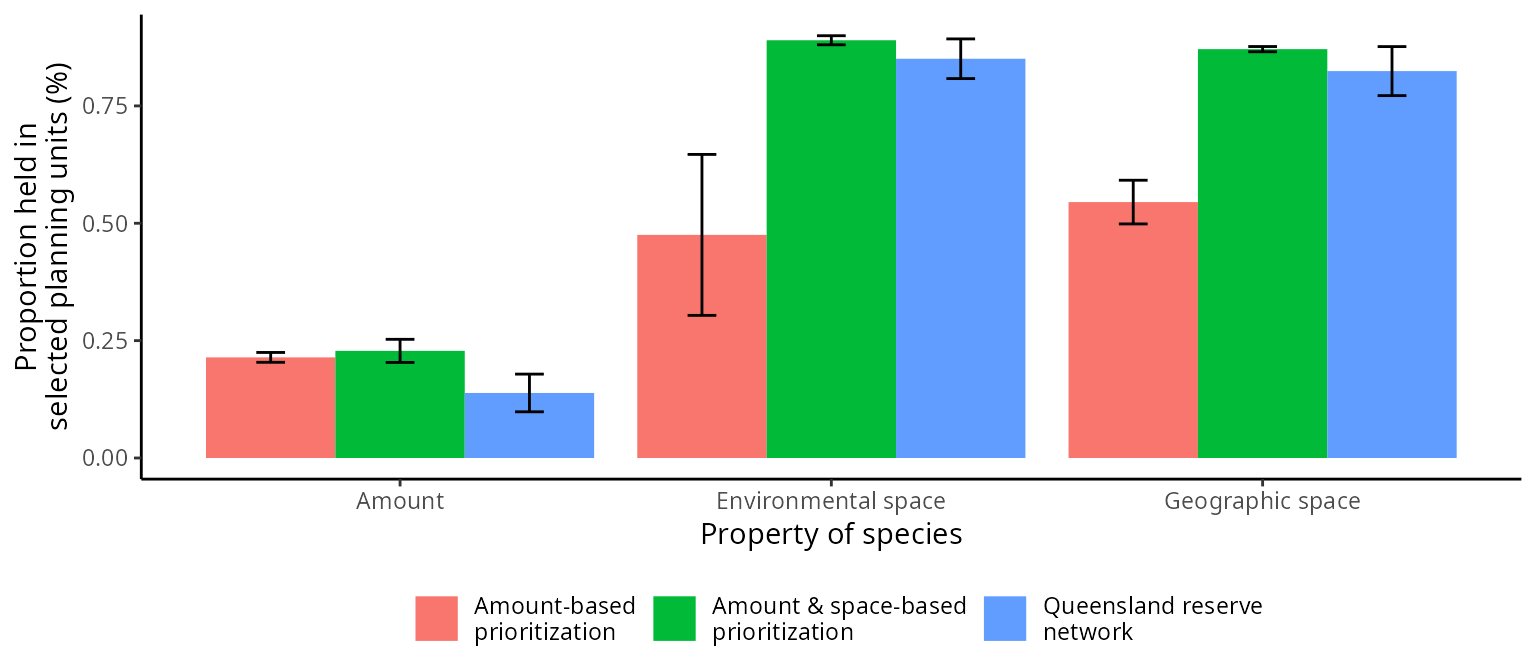 Proportion held in
selected planning units (%)
0.75
0.50
0.25
0.00
Amount
Environmental space
Geographic space
Property of species
Amount-based
prioritization
Amount & space-based
prioritization
Queensland reserve
network